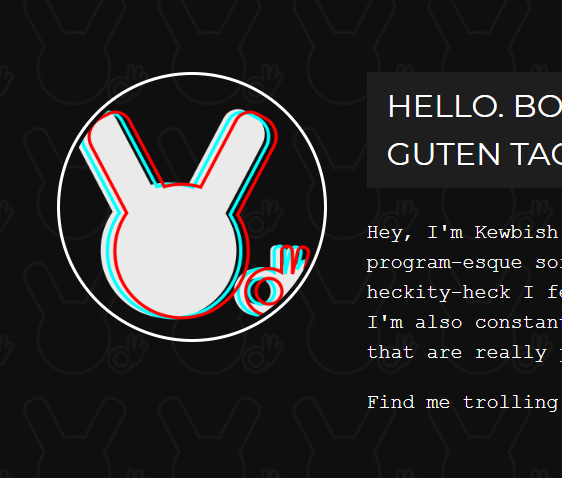 HELLO. BO
GUTEN TAG
Hey, I'm Kewbish
program-esque so
heckity-heck I f
I'm also constant
that are really
Find me trolling